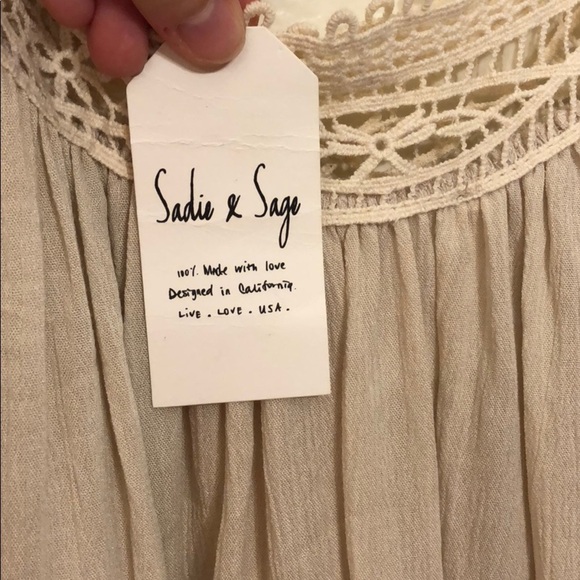 Sadie & Sage
100% Made with love
Designed in California.
LIVE . LOVE . USA .